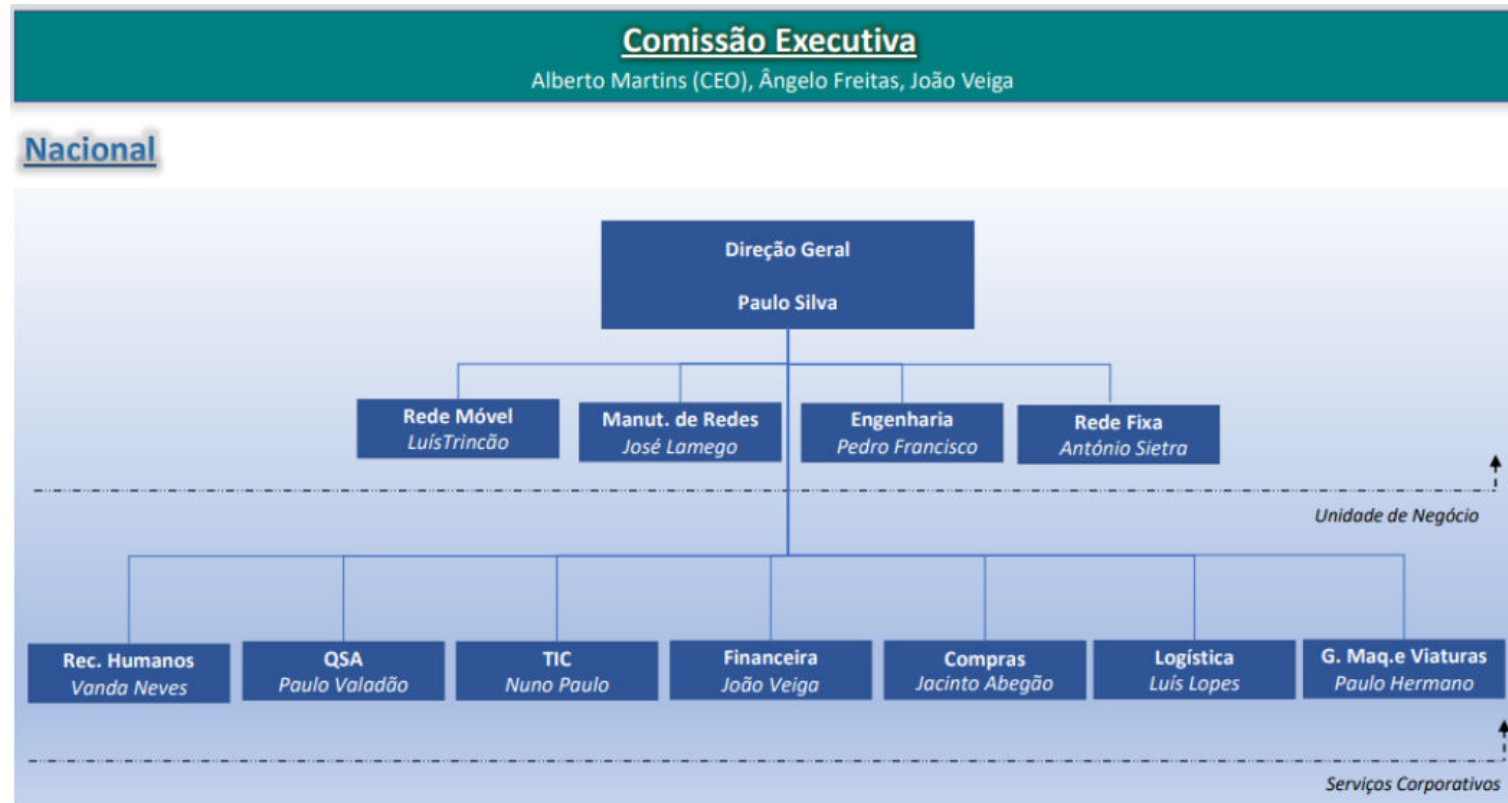 Comissão Executiva
Alberto Martins (CEO), Ângelo Freitas, João Veiga
Nacional
Direção Geral
Paulo Silva
Rede Móvel
LuísTrincão
Manut. de Redes
José Lamego
Engenharia
Pedro Francisco
Rede Fixa
António Sietra
Unidade de Negócio
Rec. Humanos
Vanda Neves
QSA
Paulo Valadão
TIC
Nuno Paulo
Financeira
João Veiga
Compras
Jacinto Abegão
Logística
Luís Lopes
G. Maq.e Viaturas
Paulo Hermano
Serviços Corporativos